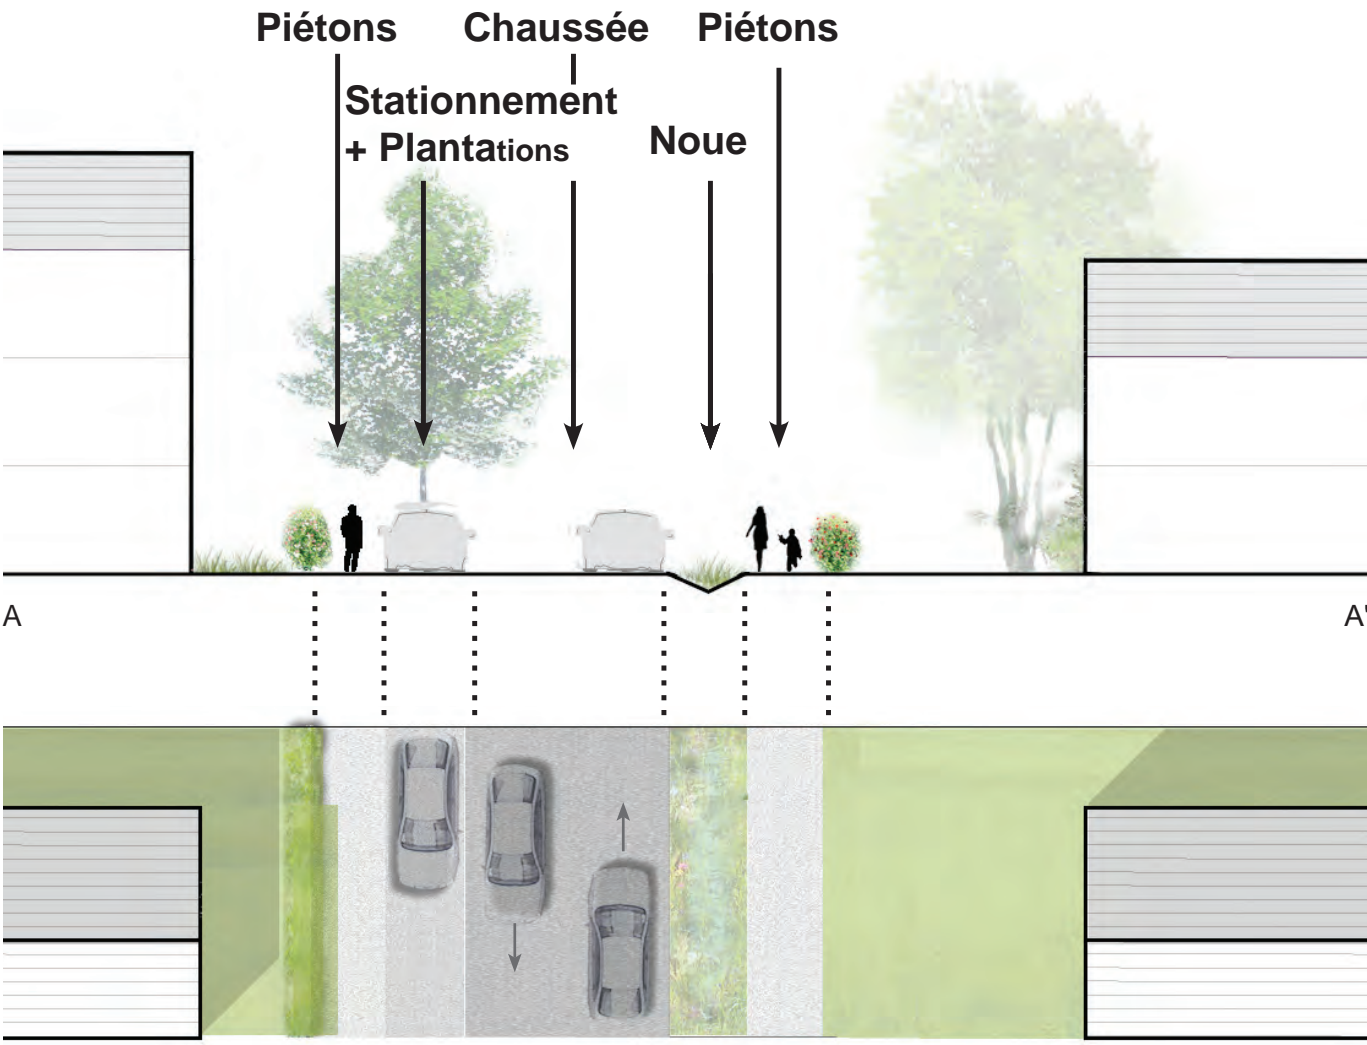 Piétons Chaussée Piétons
Stationnement
+ Plantations
Noue
A A'